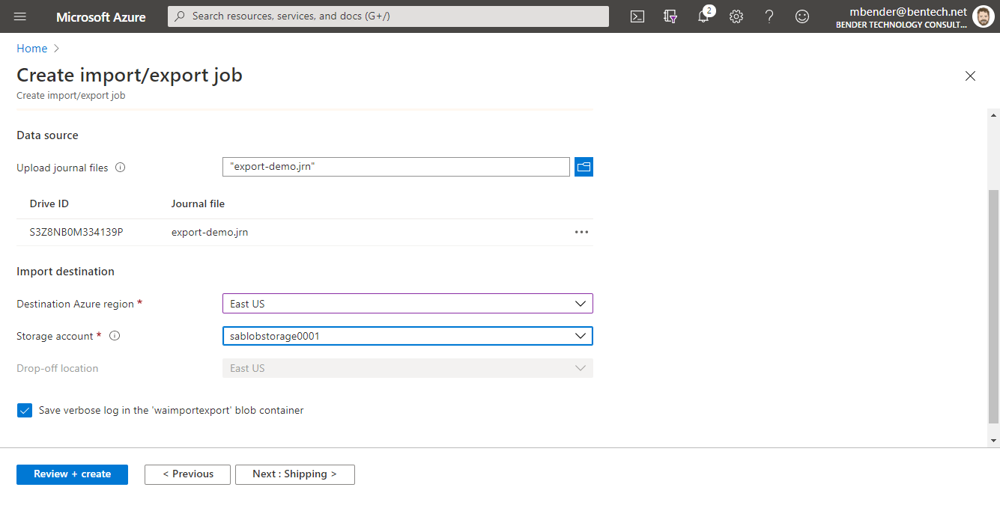 Microsoft Azure
Search resources, services, and docs (G+/)
2
mbender@bentech.net
BENDER TECHNOLOGY CONSULT...
Home >
Create import/export job
Create import/export job
Data source
Upload journal files
"export-demo.jrn"
Drive ID Journal file
S3Z8NB0M334139P export-demo.jrn
Import destination
Destination Azure region * East US
Storage account * sablobstorage0001
Drop-off location East US
Save verbose log in the 'waimportexport' blob container
Review + create < Previous Next : Shipping >